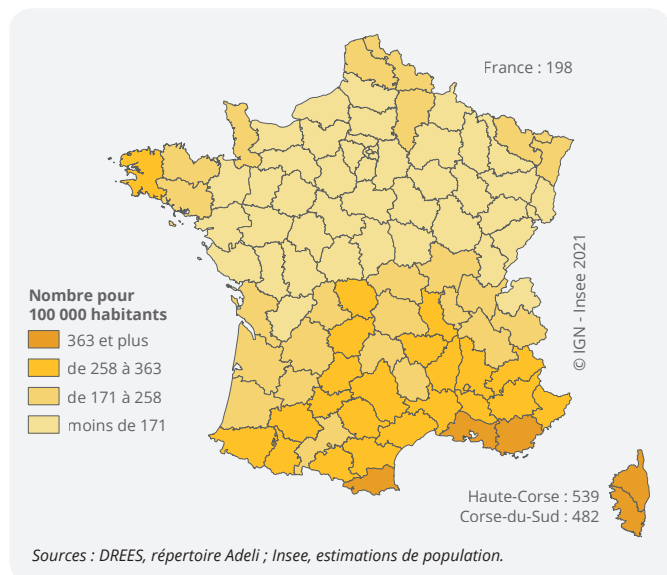 France : 198
© IGN - Insee 2021
Nombre pour
100 000 habitants
363 et plus
de 258 à 363
de 171 à 258
moins de 171
Haute-Corse : 539
Corse-du-Sud : 482
Sources : DREES, répertoire Adeli ; Insee, estimations de population.